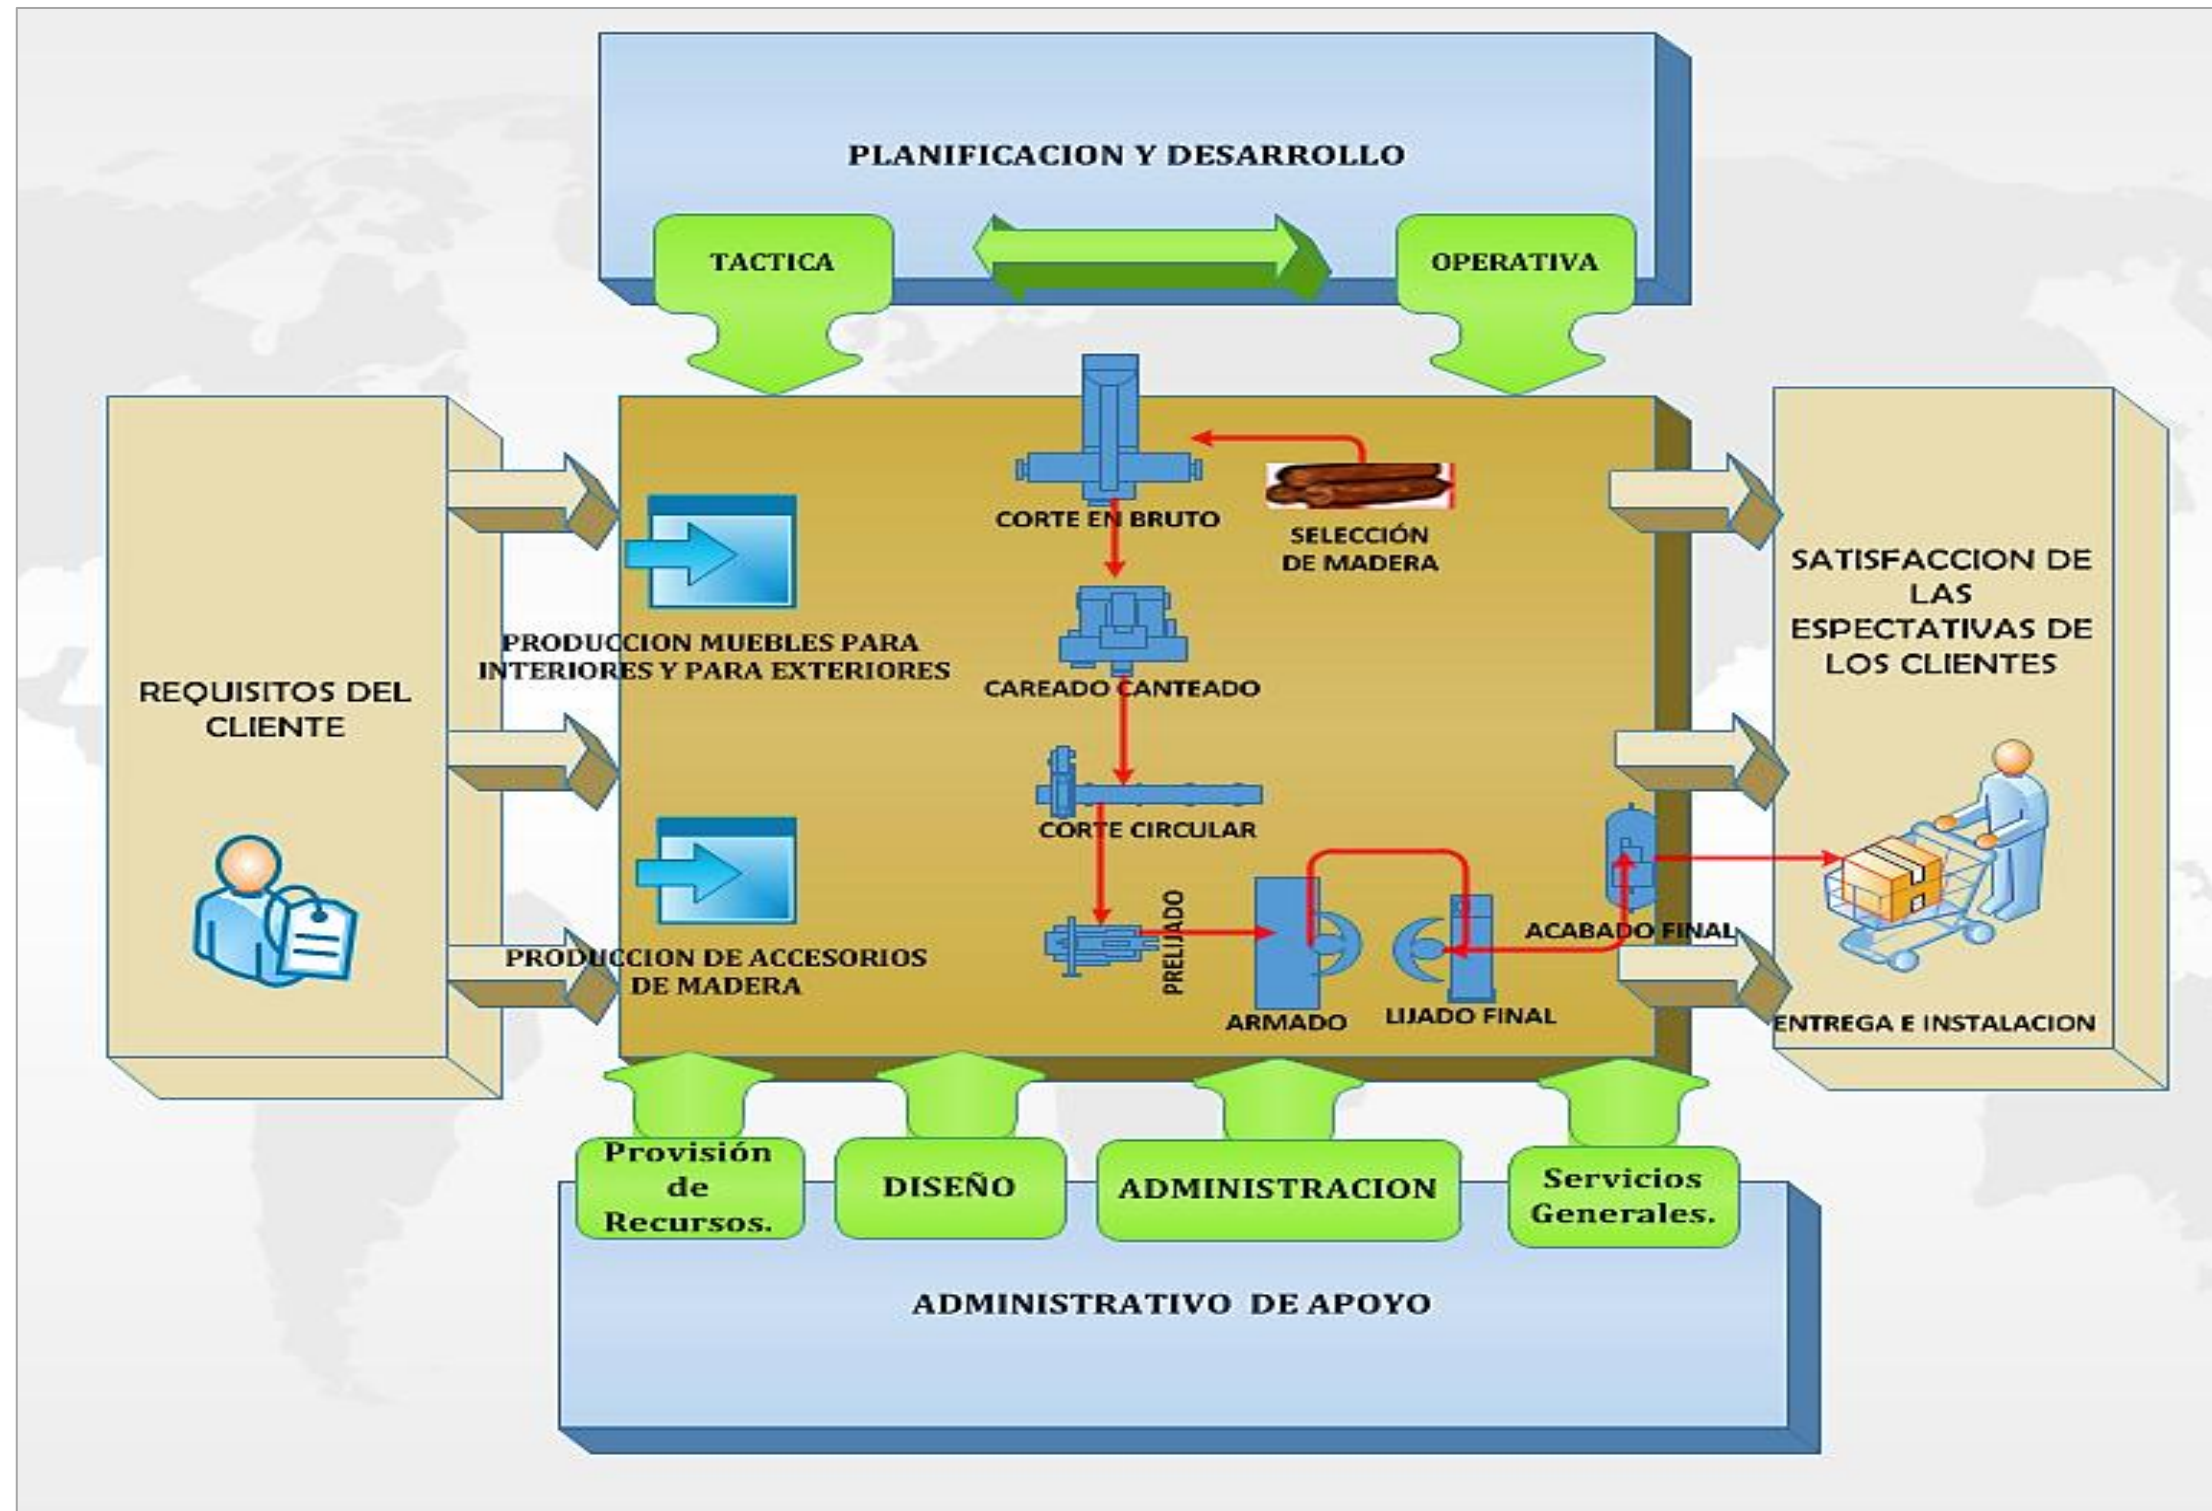 PLANIFICACION Y DESARROLLO
TACTICA
OPERATIVA
REQUISITOS DEL
CLIENTE
PRODUCCION MUEBLES PARA
INTERIORES Y PARA EXTERIORES
PRODUCCION DE ACCESORIOS
DE MADERA
SELECCIÓN
DE MADERA
CORTE EN BRUTO
CAREADO CANTEADO
CORTE CIRCULAR
PRELIJADO
ARMADO
LIJADO FINAL
ACABADO FINAL
SATISFACCION DE
LAS
ESPECTATIVAS DE
LOS CLIENTES
ENTREGA E INSTALACION
Provisión
de
Recursos.
DISEÑO
ADMINISTRACION
Servicios
Generales.
ADMINISTRATIVO DE APOYO